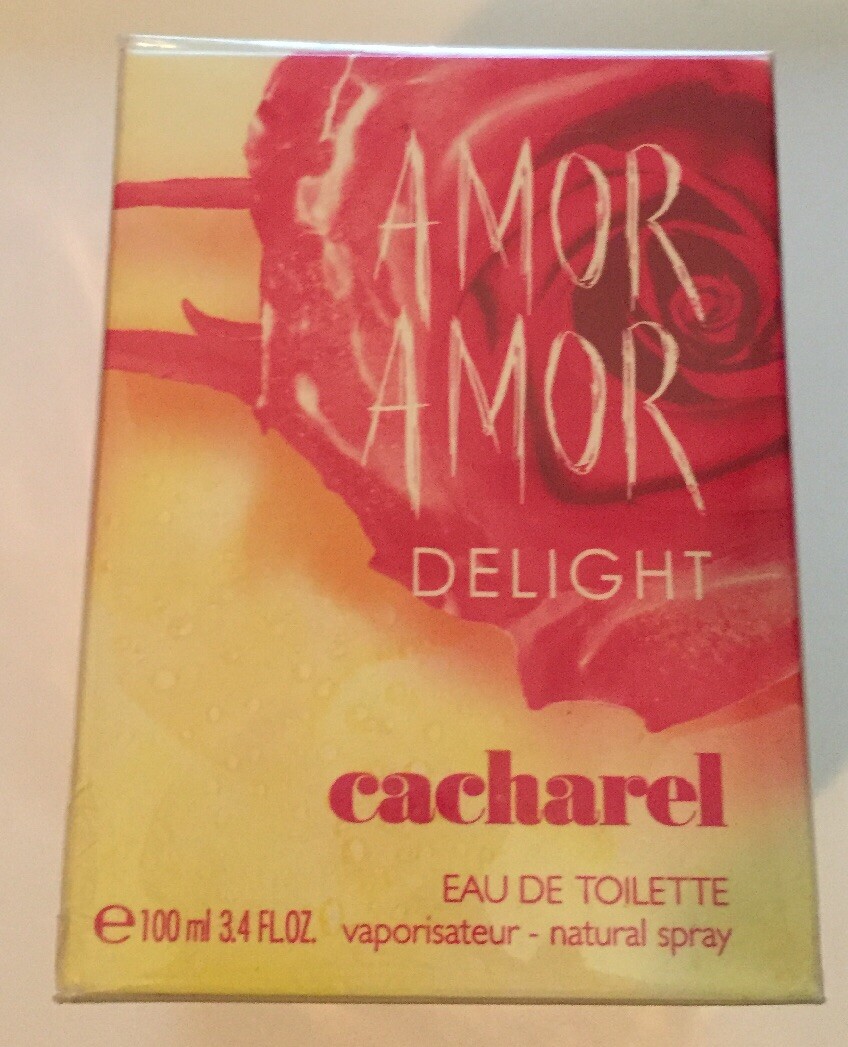 AMOR
AMOR
DELIGHT
cacharel
EAU DE TOILETTE
℮100 ml 3.4 FL.OZ. vaporisateur - natural spray